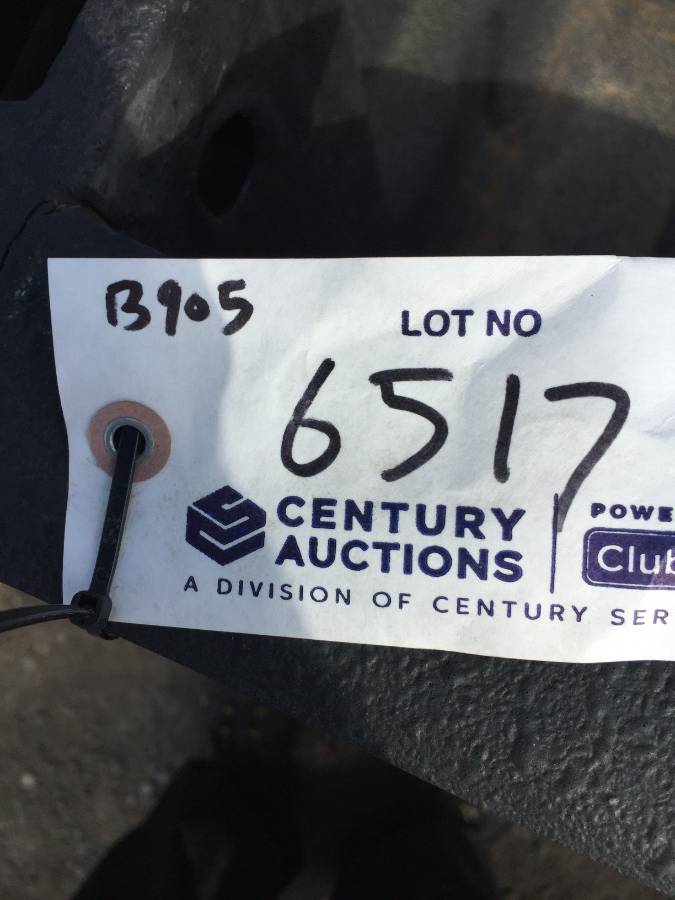 B905
LOT NO
6517
CENTURY
AUCTIONS
POWE
Club
A DIVISION OF CENTURY SER